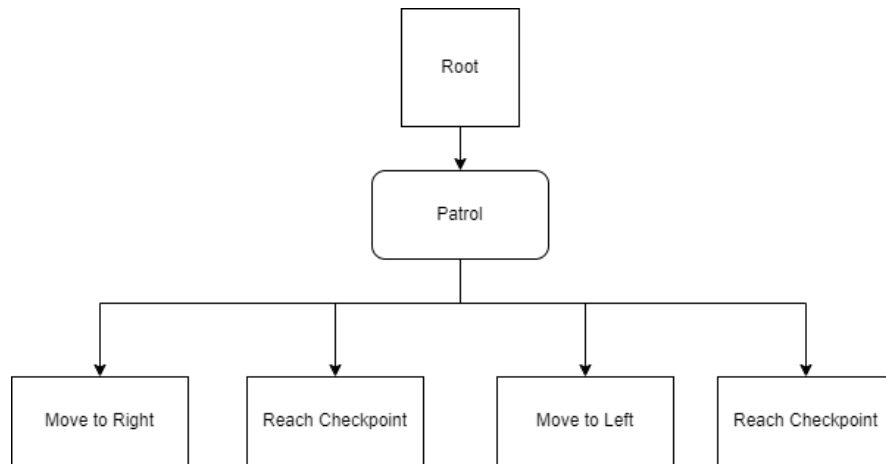 Root
Patrol
Move to Right
Reach Checkpoint
Move to Left
Reach Checkpoint